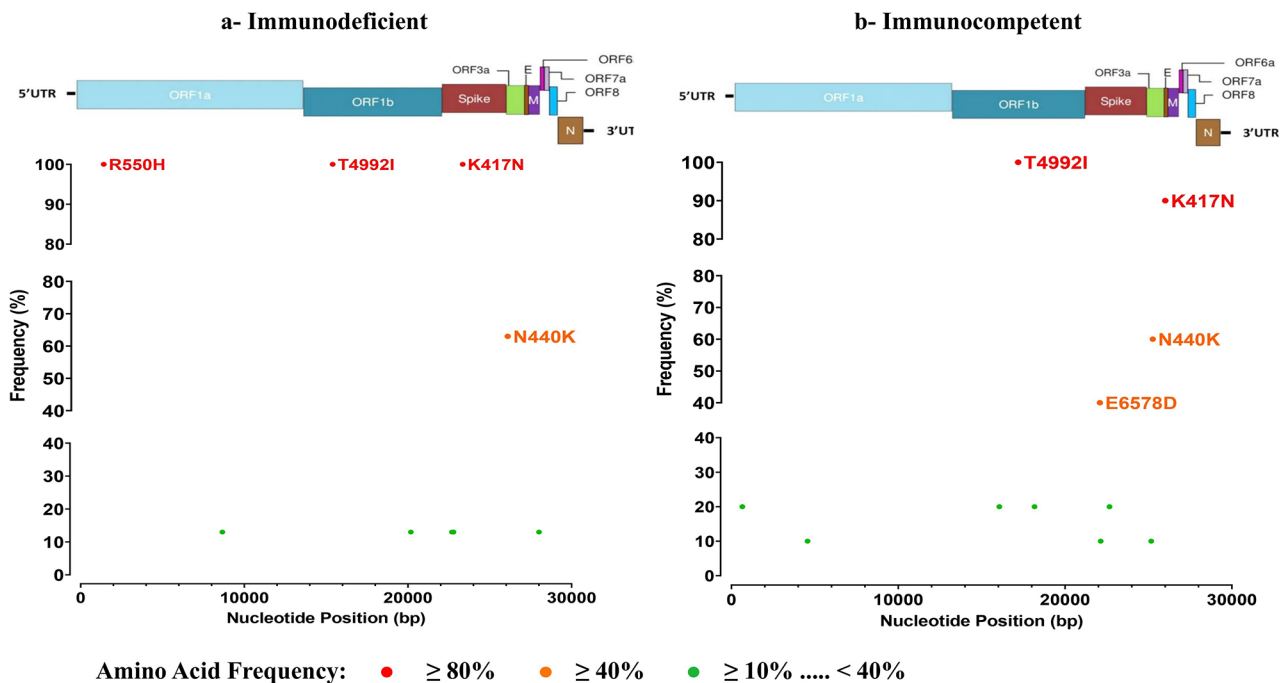 a- Immunodeficient
ORF6
ORF3a
E
ORF7a
5'UTR
ORF1a
ORF1b
Spike
M
ORF8
N
3'UT
100
R550H
T4992I
K417N
90
80
80
70
N440K
60
50
40
40
30
20
10
0
Frequency (%)
0 10000 20000 30000
Nucleotide Position (bp)
b- Immunocompetent
ORF6a
ORF3a
E
ORF7a
5'UTR
ORF1a
ORF1b
Spike
M
ORF8
N
3'UTR
100
T4992I
90
K417N
80
80
70
60
N440K
50
40
E6578D
40
30
20
10
0
Frequency (%)
0 10000 20000 30000
Nucleotide Position (bp)
Amino Acid Frequency: ≥ 80% ≥ 40% ≥ 10% ..... < 40%